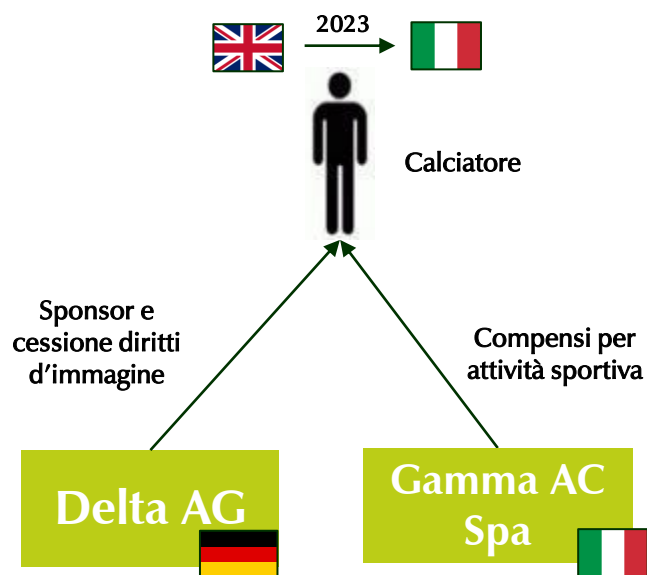 2023
Calciatore
Sponsor e
cessione diritti
d’immagine
Compensi per
attività sportiva
Delta AG
Gamma AC
Spa